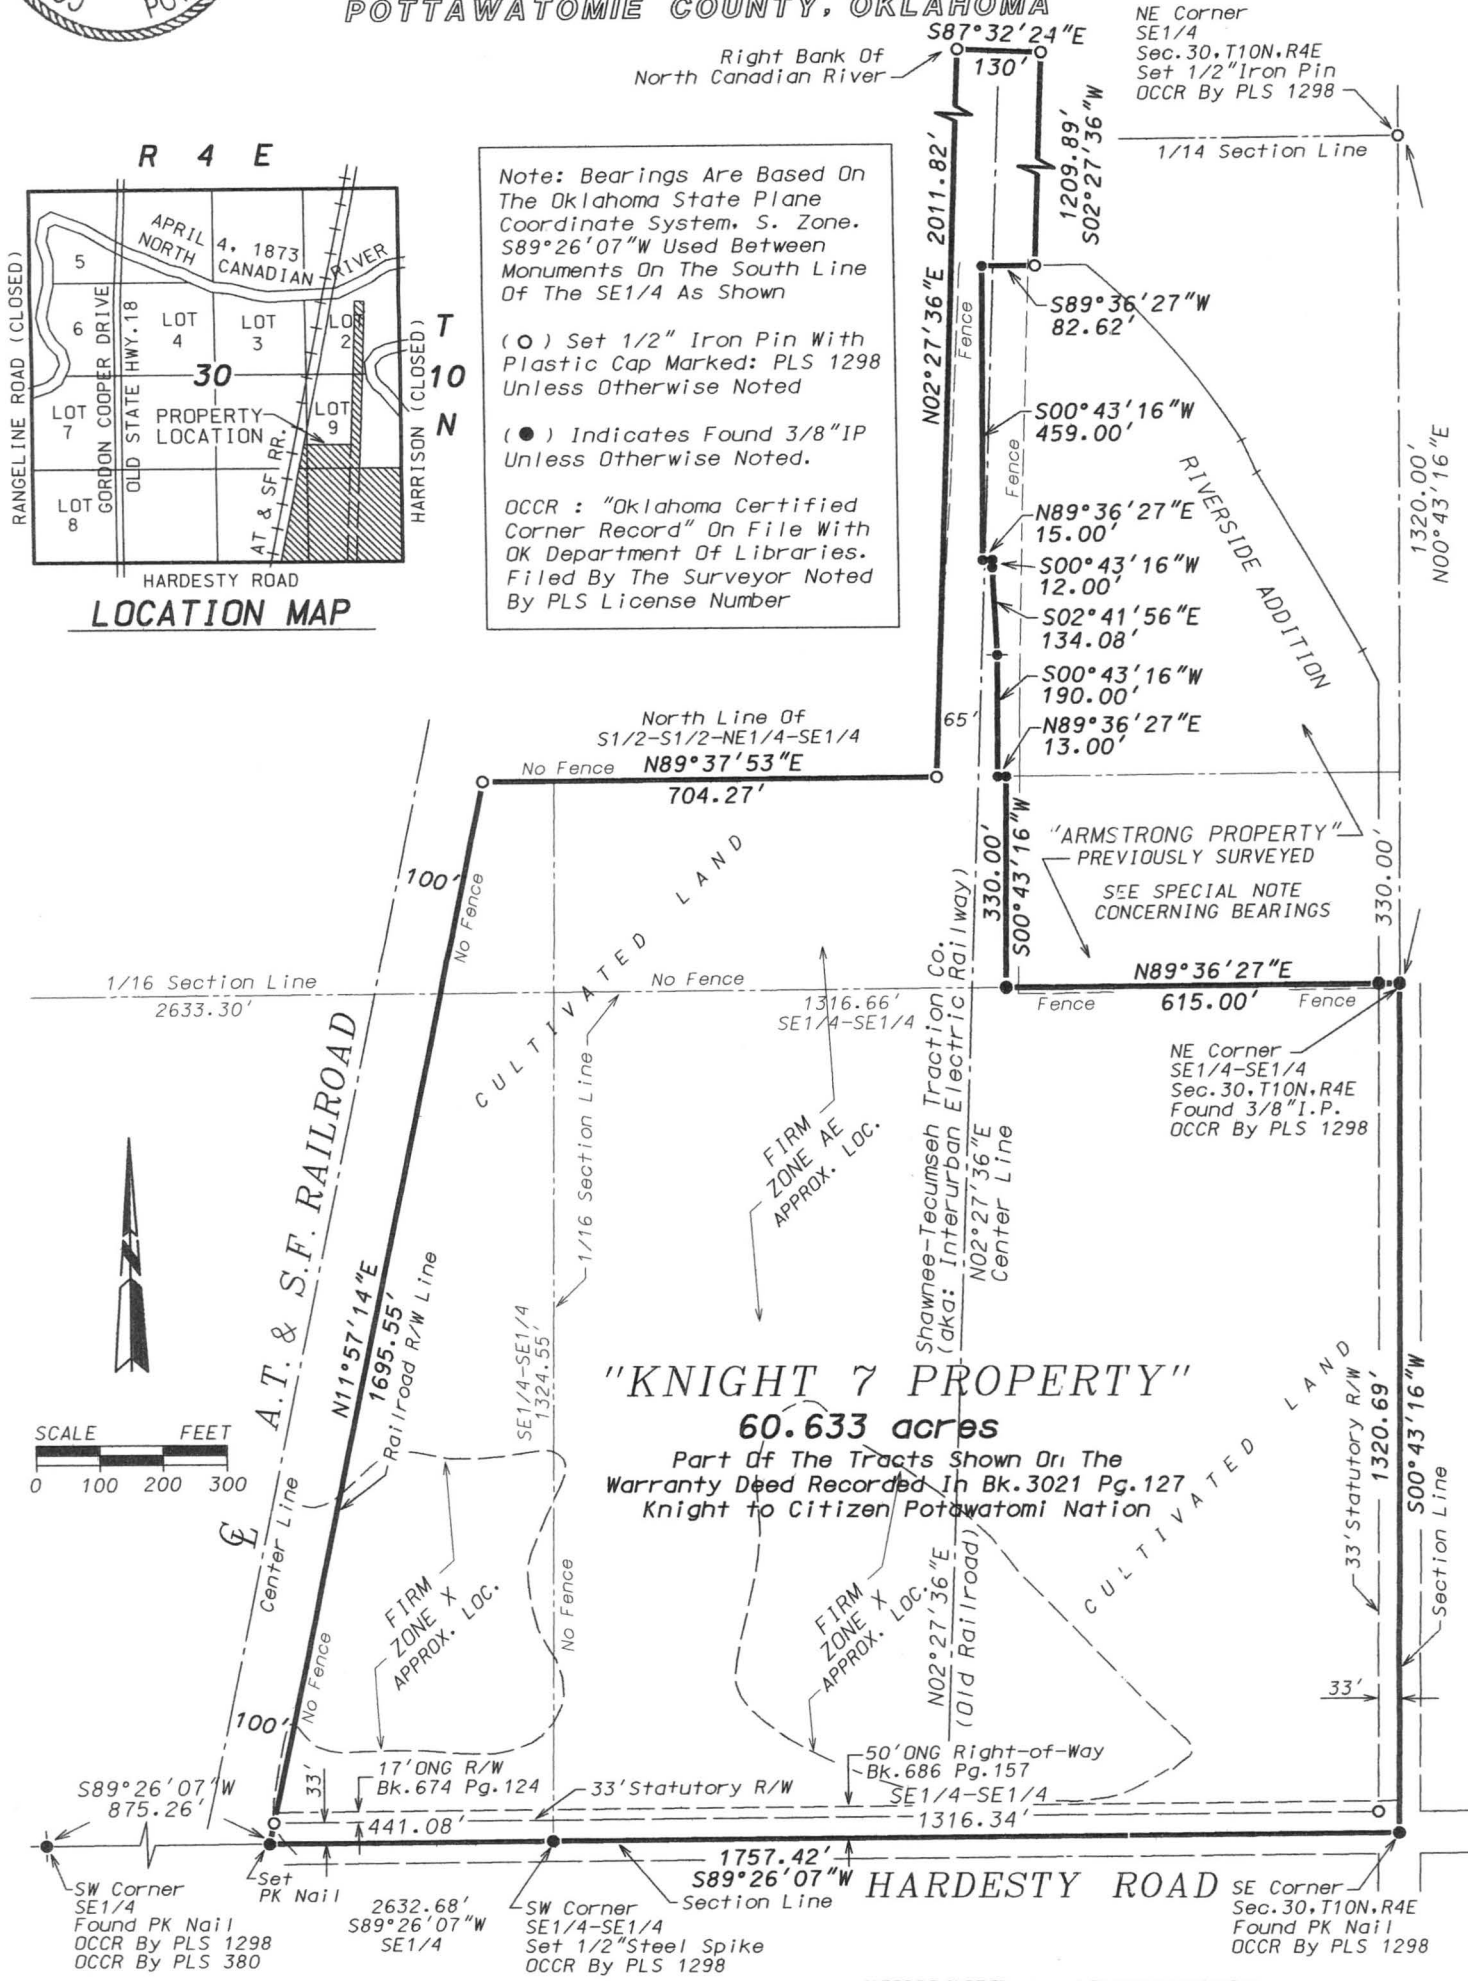 POTTAWATOMIE COUNTY, OKLAHOMA
Right Bank Of
North Canadian River
S87°32'24"E
130'
NE Corner
SE1/4
Sec.30,T10N,R4E
Set 1/2"Iron Pin
OCCR By PLS 1298
1/14 Section Line
R 4 E
T
10
N
APRIL 4, 1873
NORTH CANADIAN RIVER
5
6
LOT
4
LOT
3
LOT
2
30
LOT
7
LOT
9
LOT
8
PROPERTY
LOCATION
RANGELINE ROAD (CLOSED)
GORDON COOPER DRIVE
OLD STATE HWY.18
AT & SF RR.
HARRISON (CLOSED)
HARDESTY ROAD
LOCATION MAP
Note: Bearings Are Based On
The Oklahoma State Plane
Coordinate System, S. Zone.
S89°26'07"W Used Between
Monuments On The South Line
Of The SE1/4 As Shown
(O) Set 1/2" Iron Pin With
Plastic Cap Marked: PLS 1298
Unless Otherwise Noted
(●) Indicates Found 3/8"IP
Unless Otherwise Noted.
OCCR : "Oklahoma Certified
Corner Record" On File With
OK Department Of Libraries.
Filed By The Surveyor Noted
By PLS License Number
N02°27'36"E 2011.82'
1209.89'
S02°27'36"W
Fence
Fence
S89°36'27"W
82.62'
S00°43'16"W
459.00'
N89°36'27"E
15.00'
S00°43'16"W
12.00'
S02°41'56"E
134.08'
S00°43'16"W
190.00'
N89°36'27"E
13.00'
RIVERSIDE ADDITION
1320.00'
N00°43'16"E
65'
North Line Of
S1/2-S1/2-NE1/4-SE1/4
No Fence N89°37'53"E
704.27'
330.00'
S00°43'16"W
"ARMSTRONG PROPERTY"
PREVIOUSLY SURVEYED
SEE SPECIAL NOTE
CONCERNING BEARINGS
330.00'
100'
No Fence
CULTIVATED LAND
1/16 Section Line
2633.30'
No Fence
1316.66'
SE1/4-SE1/4
N89°36'27"E
Fence 615.00' Fence
NE Corner
SE1/4-SE1/4
Sec.30,T10N,R4E
Found 3/8"I.P.
OCCR By PLS 1298
A.T. & S.F. RAILROAD
1/16 Section Line
FIRM
ZONE AE
APPROX. LOC.
Shawnee-Tecumseh Traction Co.
(aka: Interurban Electric Railway)
N02°27'36"E
Center Line
N11°57'14"E
1695.55'
Railroad R/W Line
SE1/4-SE1/4
1324.55'
SCALE FEET
0 100 200 300
"KNIGHT 7 PROPERTY"
60.633 acres
Part Of The Tracts Shown On The
Warranty Deed Recorded In Bk.3021 Pg.127
Knight to Citizen Potawatomi Nation
CULTIVATED LAND
33'Statutory R/W
1320.69'
S00°43'16"W
Section Line
CL
Center Line
No Fence
No Fence
FIRM
ZONE X
APPROX. LOC.
FIRM
ZONE X
APPROX. LOC.
N02°27'36"E
(Old Railroad)
33'
100'
33'
17'ONG R/W
Bk.674 Pg.124
33'Statutory R/W
50'ONG Right-of-Way
Bk.686 Pg.157
SE1/4-SE1/4
1316.34'
S89°26'07"W
875.26'
441.08'
1757.42'
S89°26'07"W
Section Line
HARDESTY ROAD
SW Corner
SE1/4
Found PK Nail
OCCR By PLS 1298
OCCR By PLS 380
Set
PK Nail
2632.68'
S89°26'07"W
SE1/4
SW Corner
SE1/4-SE1/4
Set 1/2"Steel Spike
OCCR By PLS 1298
SE Corner
Sec.30,T10N,R4E
Found PK Nail
OCCR By PLS 1298